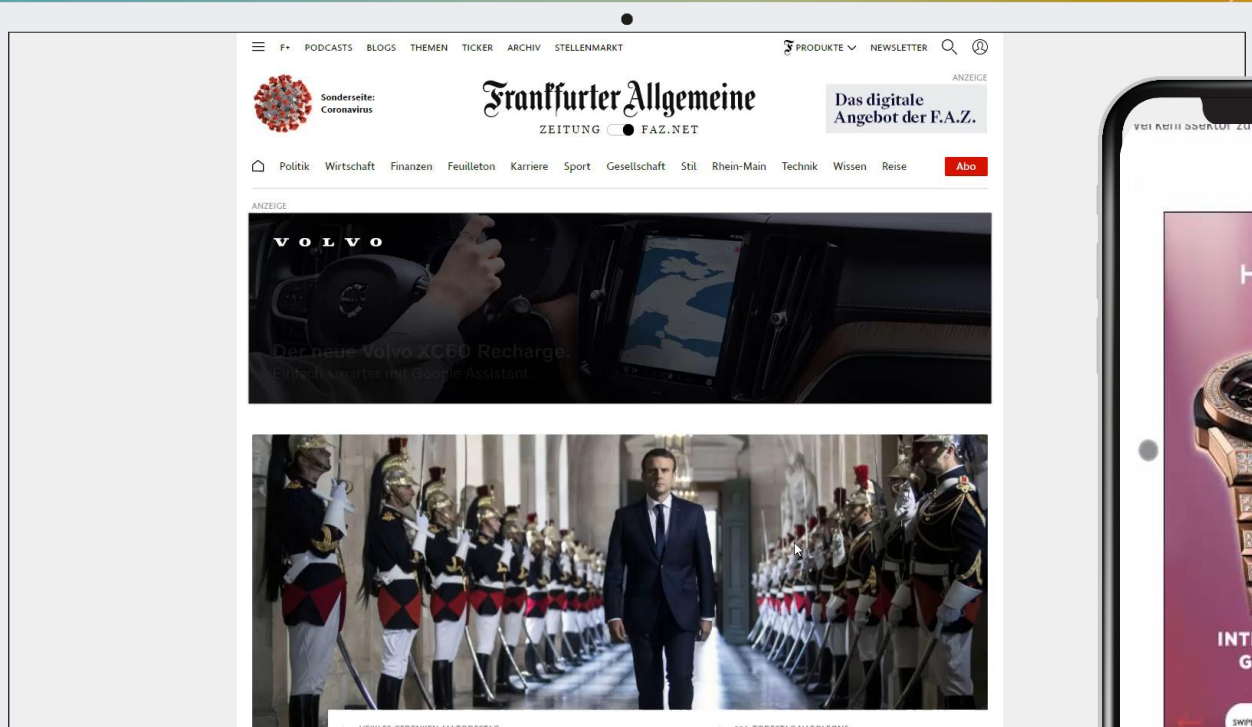 F+ PODCASTS BLOGS THEMEN TICKER ARCHIV STELLENMARKT
F PRODUKTE NEWSLETTER
ANZEIGE
Sonderseite:
Coronavirus
Frankfurter Allgemeine
ZEITUNG FAZ.NET
Das digitale
Angebot der F.A.Z.
Politik Wirtschaft Finanzen Feuilleton Karriere Sport Gesellschaft Stil Rhein-Main Technik Wissen Reise Abo
ANZEIGE
VOLVO
Der neue Volvo XC60 Recharge.
Einfach smarter mit Google Assistant.